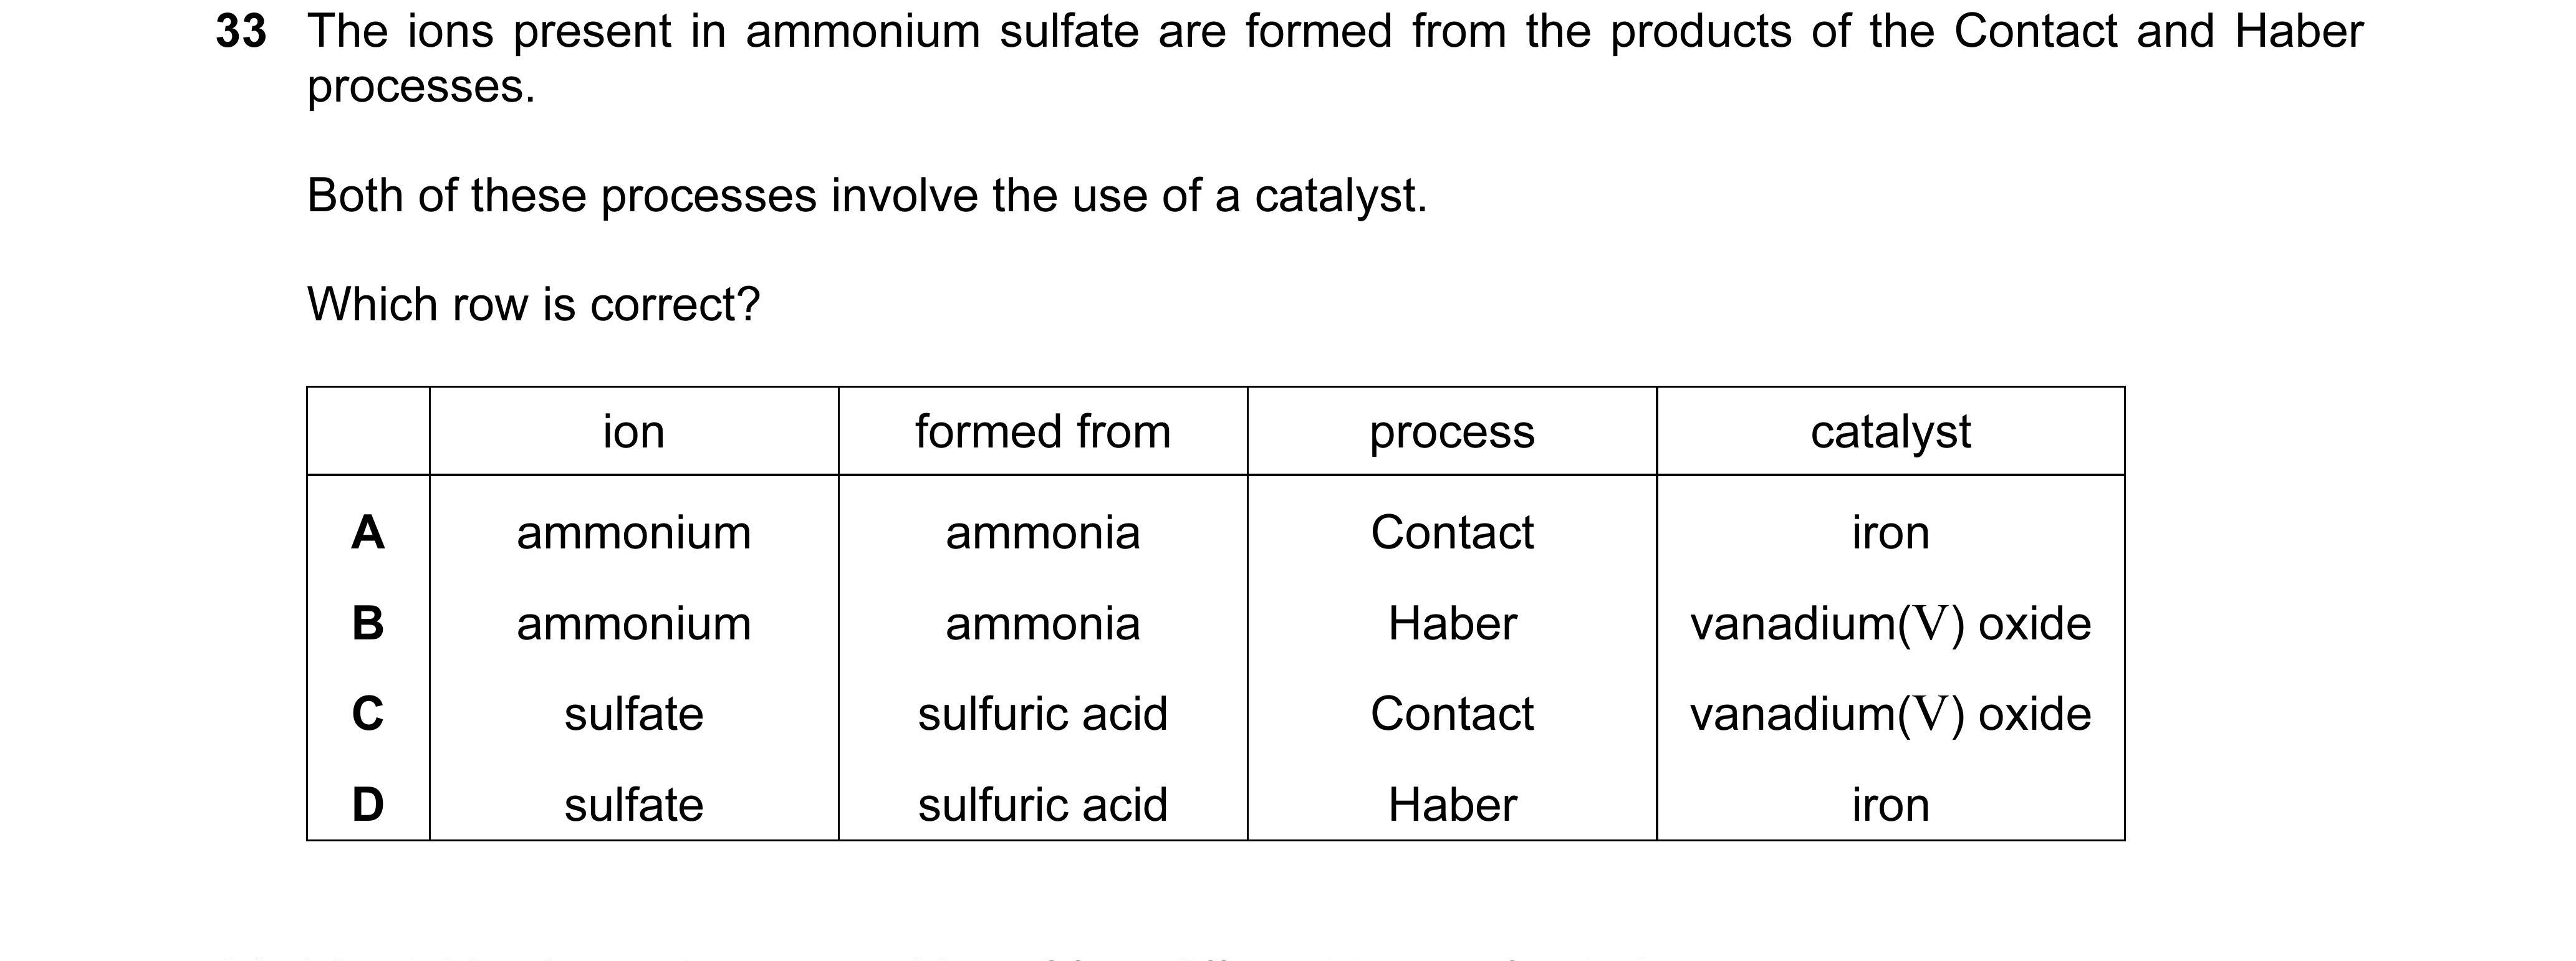 33 The ions present in ammonium sulfate are formed from the products of the Contact and Haber
processes.
Both of these processes involve the use of a catalyst.
Which row is correct?
ion formed from process catalyst
A ammonium ammonia Contact iron
B ammonium ammonia Haber vanadium(V) oxide
C sulfate sulfuric acid Contact vanadium(V) oxide
D sulfate sulfuric acid Haber iron